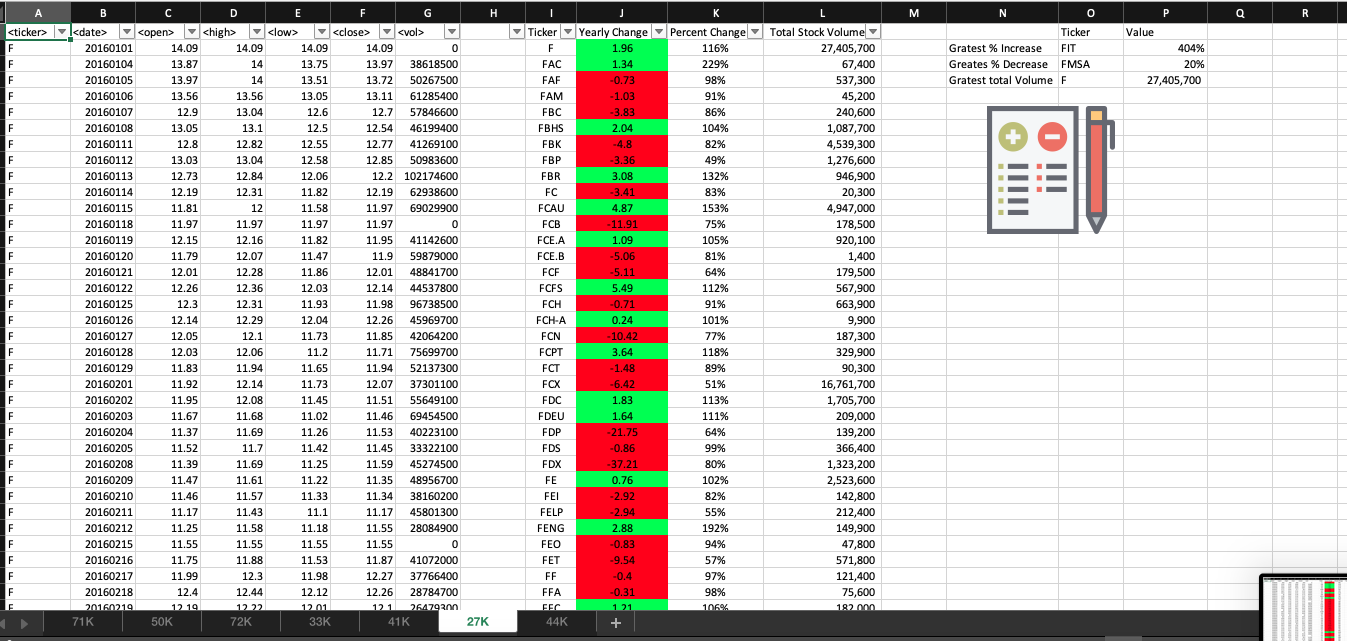 A B C D E F G H I J K L M N O P Q R
<ticker> <date> <open> <high> <low> <close> <vol> Ticker Yearly Change Percent Change Total Stock Volume Ticker Value
F 20160101 14.09 14.09 14.09 14.09 0 F 1.96 116% 27,405,700 Gratest % Increase FIT 404%
F 20160104 13.87 14 13.75 13.97 38618500 FAC 1.34 229% 67,400 Greates % Decrease FMSA 20%
F 20160105 13.97 14 13.51 13.72 50267500 FAF -0.73 98% 537,300 Gratest total Volume F 27,405,700
F 20160106 13.56 13.56 13.05 13.11 61285400 FAM -1.03 91% 45,200
F 20160107 12.9 13.04 12.6 12.7 57846600 FBC -3.83 86% 240,600
F 20160108 13.05 13.1 12.5 12.54 46199400 FBHS 2.04 104% 1,087,700
F 20160111 12.8 12.82 12.55 12.77 41269100 FBK -4.8 82% 4,539,300
F 20160112 13.03 13.04 12.58 12.85 50983600 FBP -3.36 49% 1,276,600
F 20160113 12.73 12.84 12.06 12.2 102174600 FBR 3.08 132% 946,900
F 20160114 12.19 12.31 11.82 12.19 62938600 FC -3.41 83% 20,300
F 20160115 11.81 12 11.58 11.97 69029900 FCAU 4.87 153% 4,947,000
F 20160118 11.97 11.97 11.97 11.97 0 FCB -11.91 75% 178,500
F 20160119 12.15 12.16 11.82 11.95 41142600 FCE.A 1.09 105% 920,100
F 20160120 11.79 12.07 11.47 11.9 59879000 FCE.B -5.06 81% 1,400
F 20160121 12.01 12.28 11.86 12.01 48841700 FCF -5.11 64% 179,500
F 20160122 12.26 12.36 12.03 12.14 44537800 FCFS 5.49 112% 567,900
F 20160125 12.3 12.31 11.93 11.98 96738500 FCH -0.71 91% 663,900
F 20160126 12.14 12.29 12.04 12.26 45969700 FCH-A 0.24 101% 9,900
F 20160127 12.05 12.1 11.73 11.85 42064200 FCN -10.42 77% 187,300
F 20160128 12.03 12.06 11.2 11.71 75699700 FCPT 3.64 118% 329,900
F 20160129 11.83 11.94 11.65 11.94 52137300 FCT -1.48 89% 90,300
F 20160201 11.92 12.14 11.73 12.07 37301100 FCX -6.42 51% 16,761,700
F 20160202 11.95 12.08 11.45 11.51 55649100 FDC 1.83 113% 1,705,700
F 20160203 11.67 11.68 11.02 11.46 69454500 FDEU 1.64 111% 209,000
F 20160204 11.37 11.69 11.26 11.53 40223100 FDP -21.75 64% 139,200
F 20160205 11.52 11.7 11.42 11.45 33322100 FDS -0.86 99% 366,400
F 20160208 11.39 11.69 11.25 11.59 45274500 FDX -37.21 80% 1,323,200
F 20160209 11.47 11.61 11.22 11.35 48956700 FE 0.76 102% 2,523,600
F 20160210 11.46 11.57 11.33 11.34 38160200 FEI -2.92 82% 142,800
F 20160211 11.17 11.43 11.1 11.17 45801300 FELP -2.94 55% 212,400
F 20160212 11.25 11.58 11.18 11.55 28084900 FENG 2.88 192% 149,900
F 20160215 11.55 11.55 11.55 11.55 0 FEO -0.83 94% 47,800
F 20160216 11.75 11.88 11.53 11.87 41072000 FET -9.54 57% 571,800
F 20160217 11.99 12.3 11.98 12.27 37766400 FF -0.4 97% 121,400
F 20160218 12.4 12.44 12.12 12.26 28784700 FFA -0.31 98% 75,600
F 20160219 12.19 12.22 12.01 12.1 26479300 FFC 1.21 106% 182,000
71K 50K 72K 33K 41K 27K 44K +